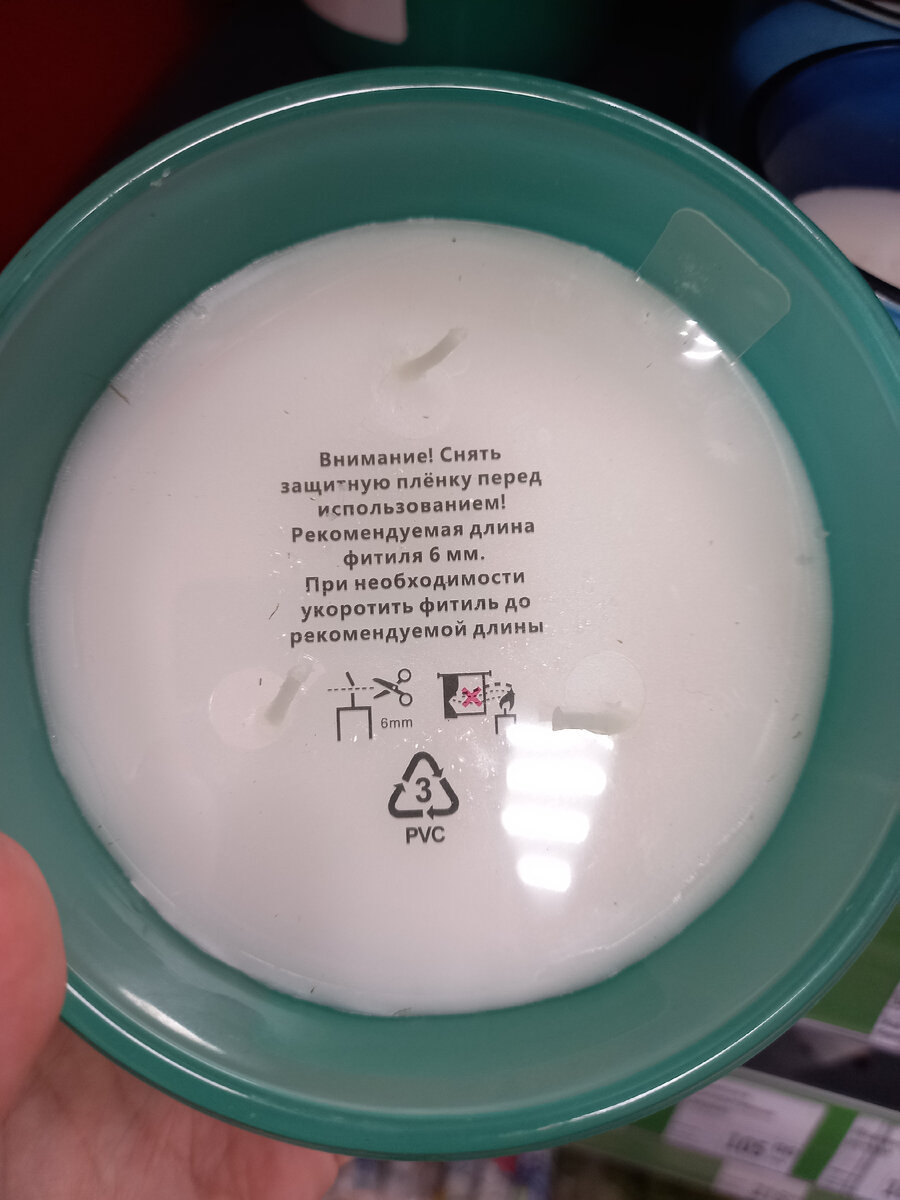 Внимание! Снять
защитную плёнку перед
использованием!
Рекомендуемая длина
фитиля 6 мм.
При необходимости
укоротить фитиль до
рекомендуемой длины
6mm
3
PVC